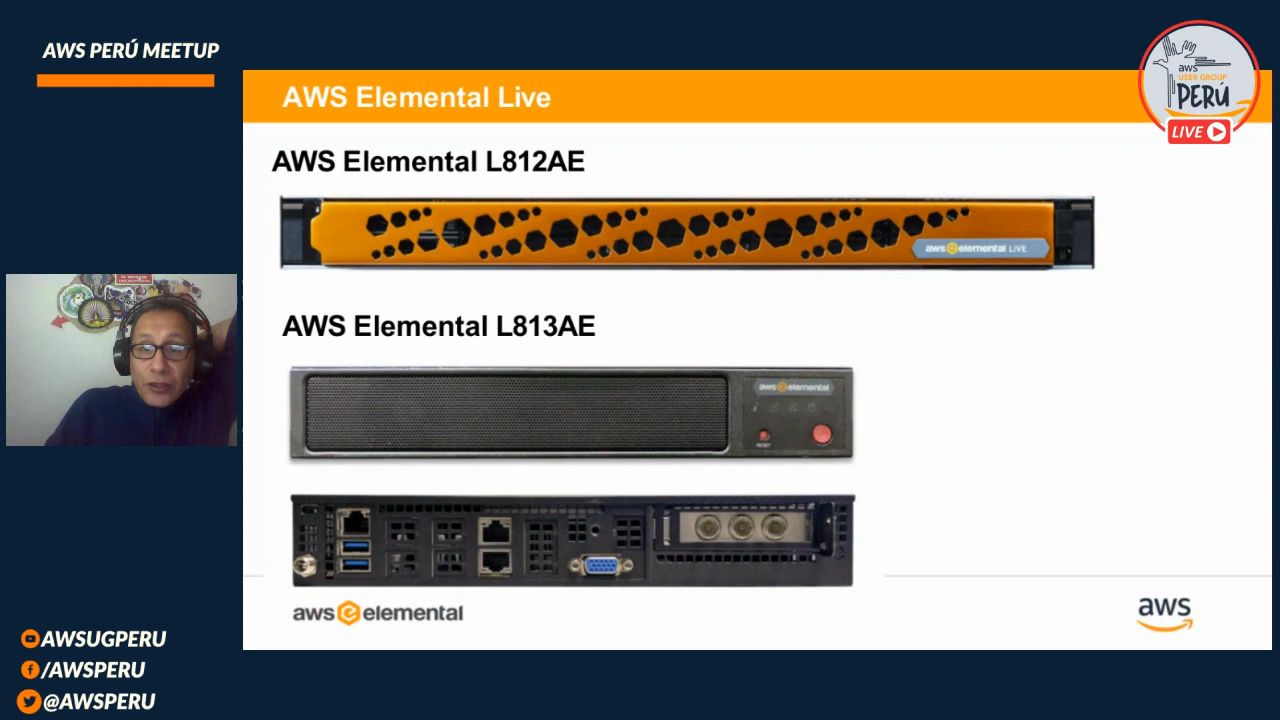 AWS PERÚ MEETUP
aws
USER GROUP
PERÚ
LIVE
AWS Elemental Live
AWS Elemental L812AE
aws elemental LIVE
AWS Elemental L813AE
aws elemental
RESET
aws elemental
aws
AWSUGPERU
/AWSPERU
@AWSPERU